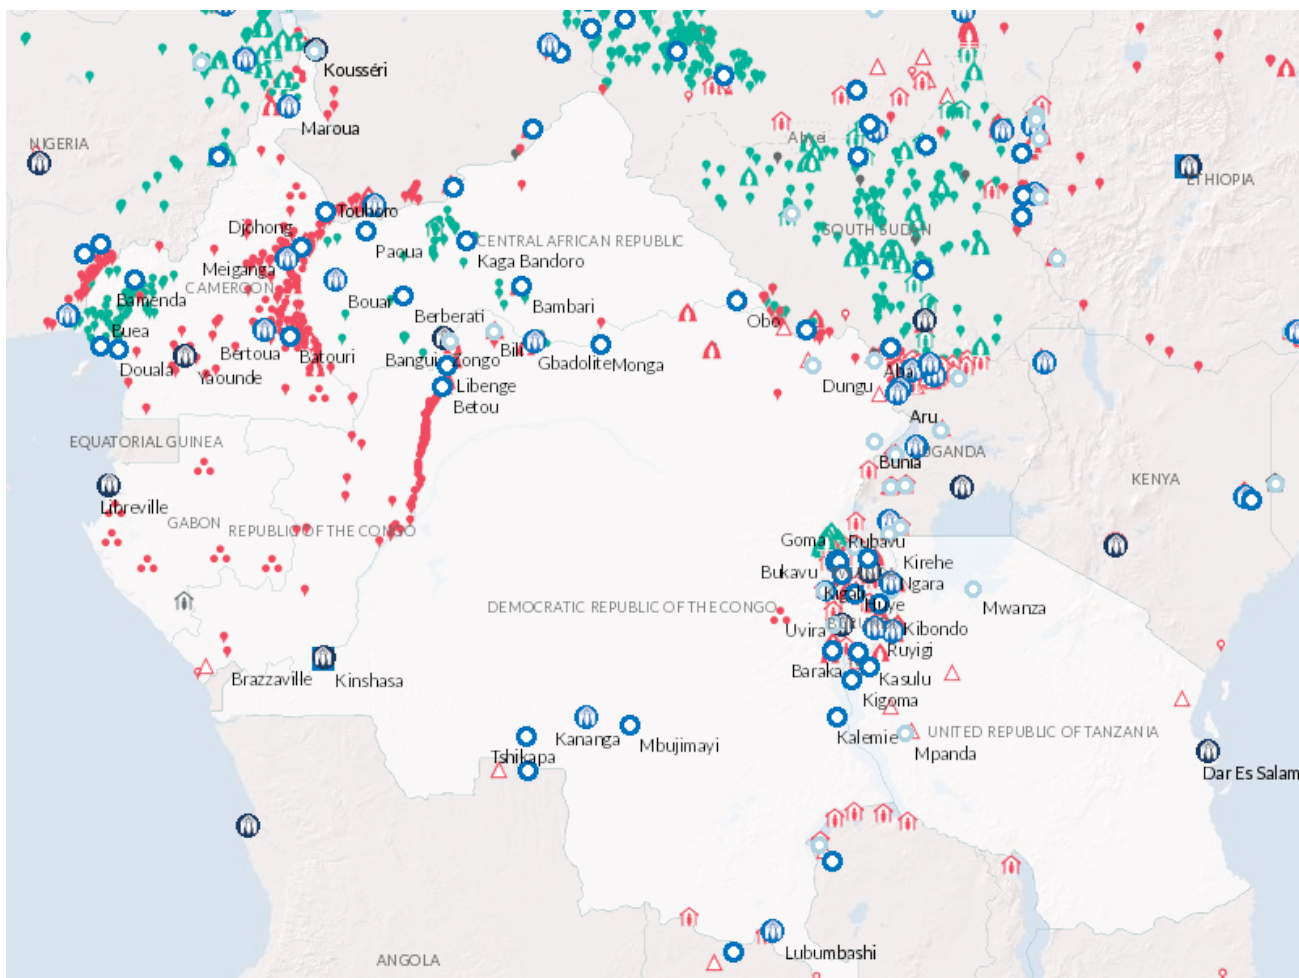 Kousséri
Maroua
NIGERIA
Abyei
ETHIOPIA
Touboro
Djohong
Paoua
CENTRAL AFRICAN REPUBLIC
SOUTH SUDAN
Kaga Bandoro
Meiganga
CAMEROON
Bamenda
Bouar
Bambari
Berberati
Obo
Buea
Douala
Yaounde
Bertoua
Batouri
Bangui
Zongo
Bili
Gbadolite
Monga
Libenge
Betou
Dungu
Aba
Aru
EQUATORIAL GUINEA
Bunia
UGANDA
KENYA
Libreville
GABON
REPUBLIC OF THE CONGO
Goma
Rubavu
Kirehe
Bukavu
Ngara
Kigali
Huye
Mwanza
DEMOCRATIC REPUBLIC OF THE CONGO
Uvira
Kibondo
Ruyigi
Baraka
Kasulu
Brazzaville
Kinshasa
Kigoma
Kananga
Mbujimayi
Kalemie
UNITED REPUBLIC OF TANZANIA
Mpanda
Tshikapa
Dar Es Salam
Lubumbashi
ANGOLA